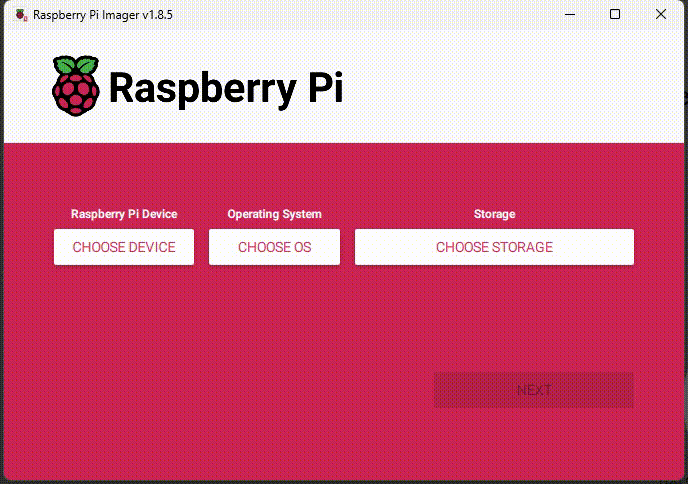 Raspberry Pi Imager v1.8.5
Raspberry Pi
Raspberry Pi Device
Operating System
Storage
CHOOSE DEVICE
CHOOSE OS
CHOOSE STORAGE
NEXT